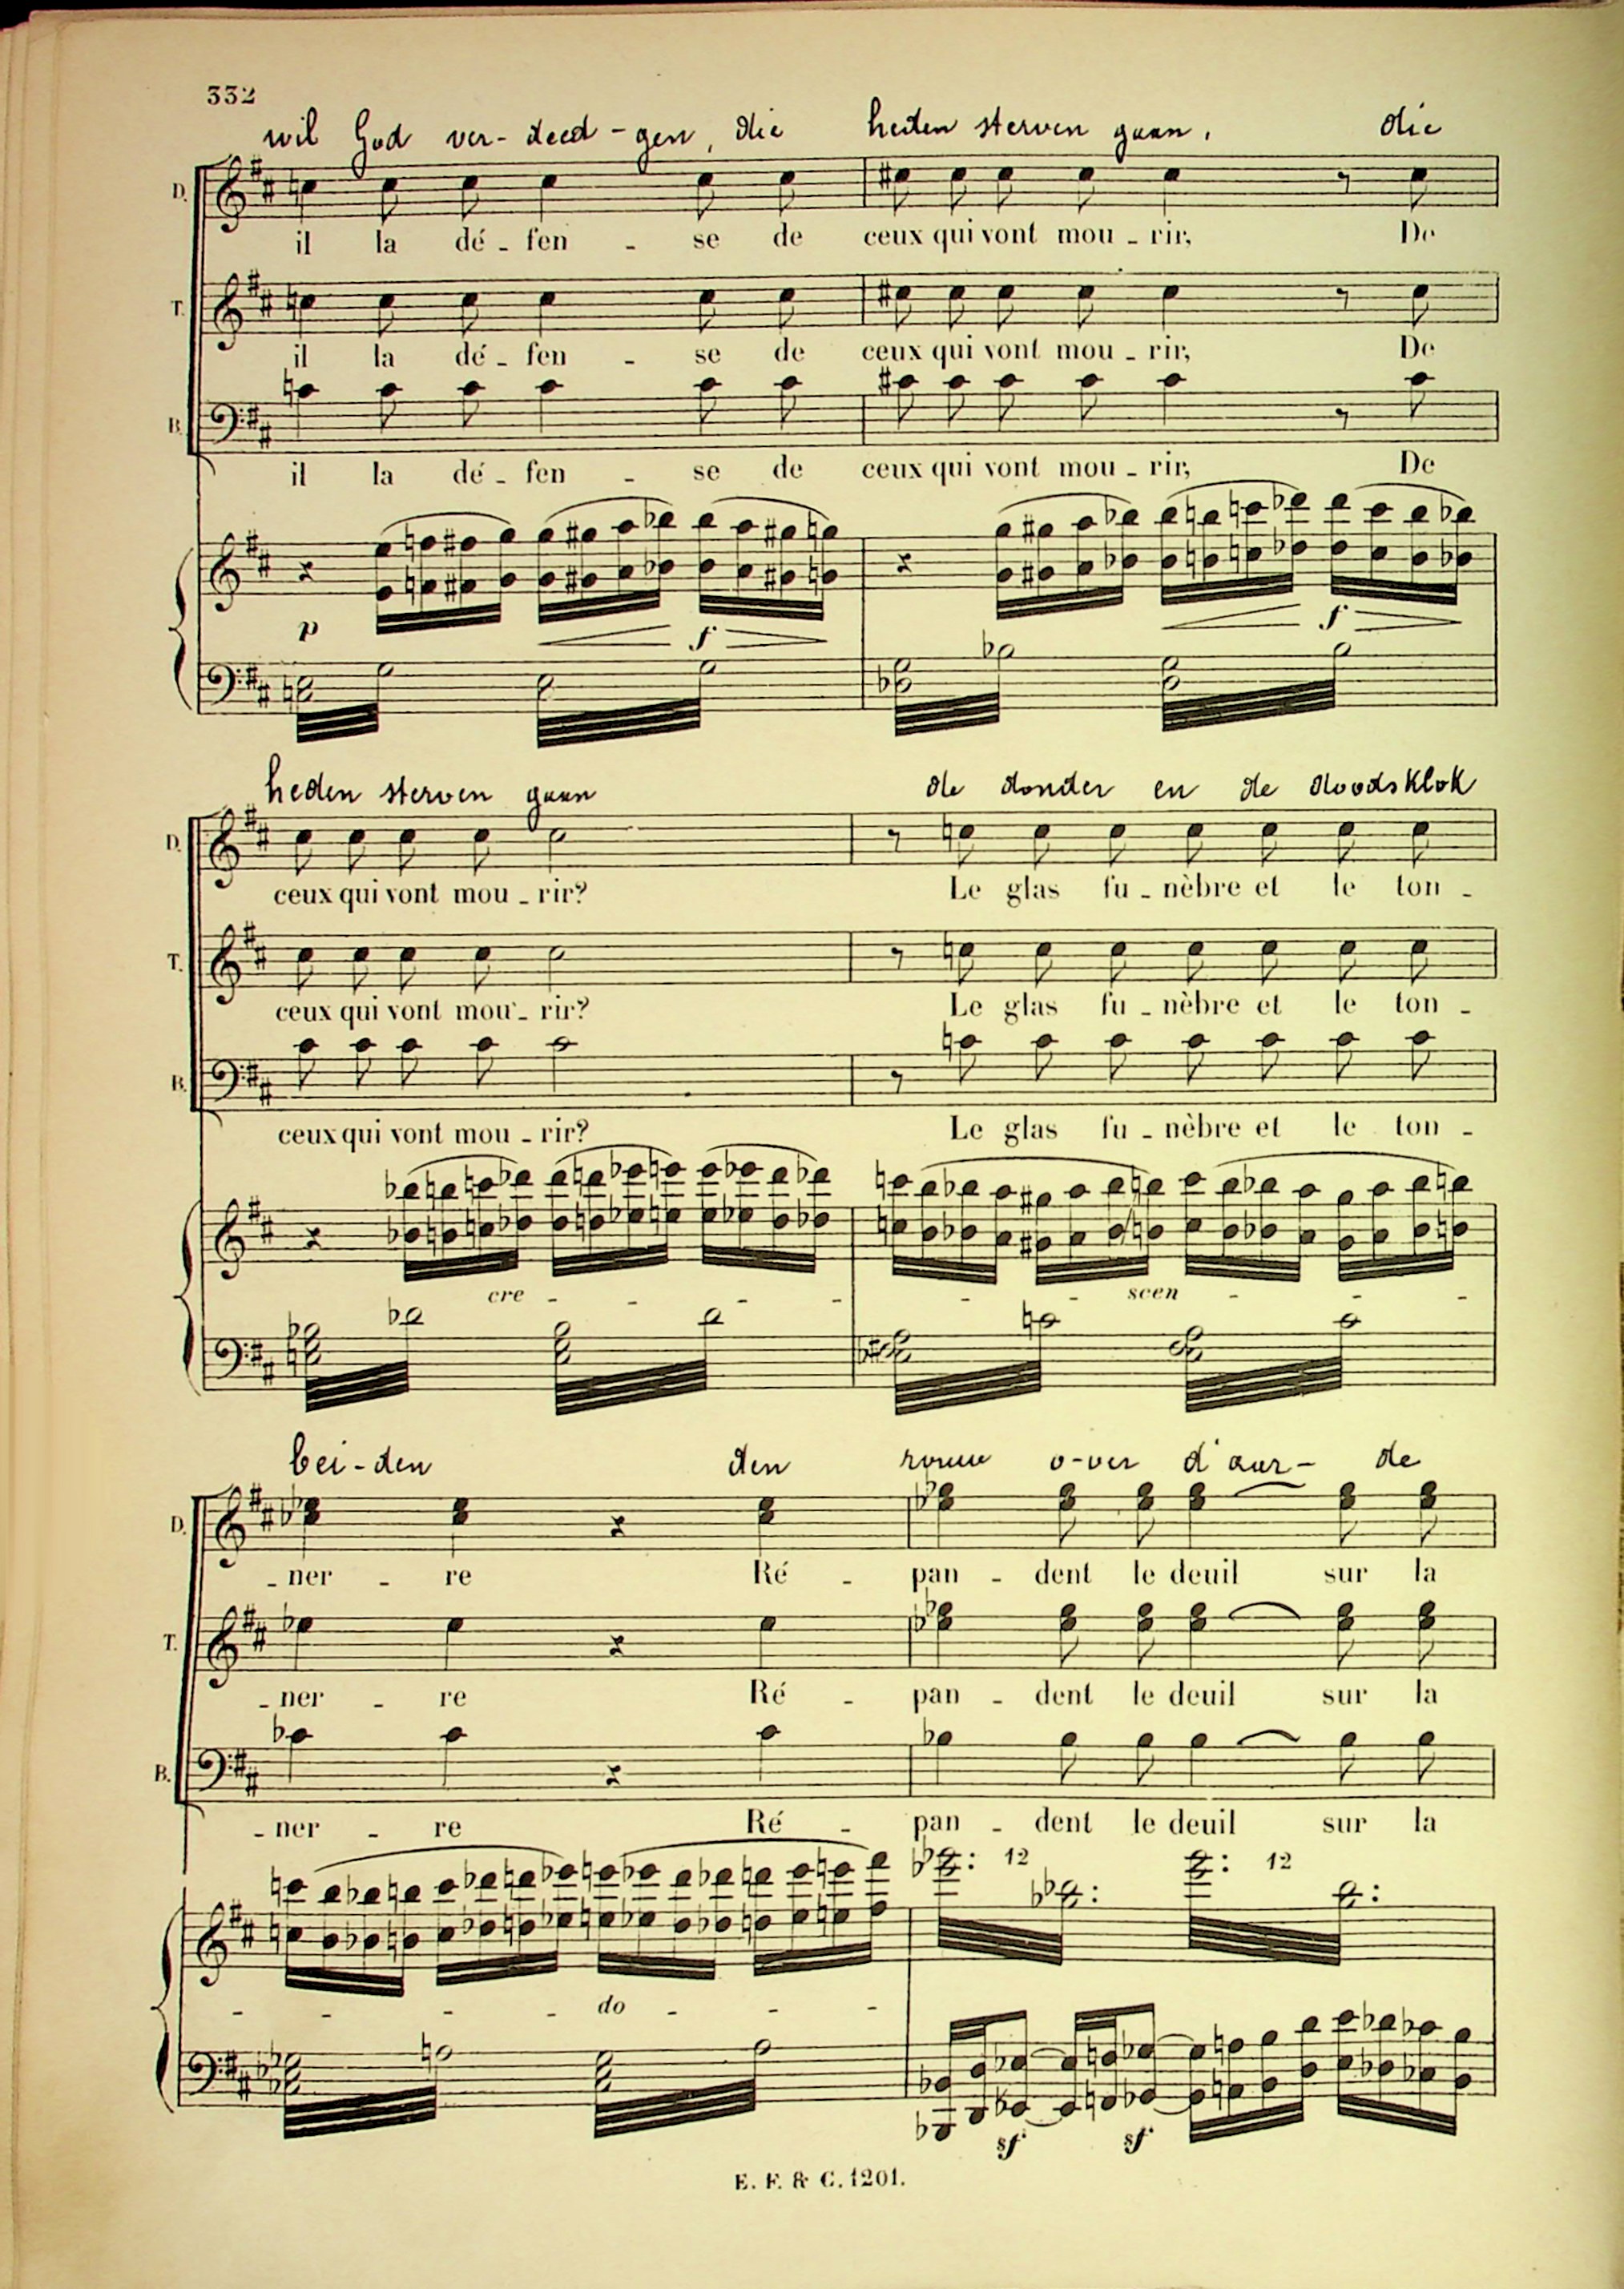 332
wil God ver- deed - gen, die heden sterven gaan, die
D.
il la dé - fen - se de ceux qui vont mou - rir, De
T.
il la dé - fen - se de ceux qui vont mou - rir, De
B.
il la dé - fen - se de ceux qui vont mou - rir, De
p f f
heden sterven gaan de donder en de doodsklok
D.
ceux qui vont mou - rir? Le glas fu - nèbre et le ton -
T.
ceux qui vont mou - rir? Le glas fu - nèbre et le ton -
B.
ceux qui vont mou - rir? Le glas fu - nèbre et le ton -
cre - - - - - - scen - - -
bei - den den rouw o-ver d'aar- de
D.
- ner - re Ré - pan - dent le deuil sur la
T.
- ner - re Ré - pan - dent le deuil sur la
B.
- ner - re Ré - pan - dent le deuil sur la
12 12
- - - - do - - -
sf sf
E. F. & C. 1201.